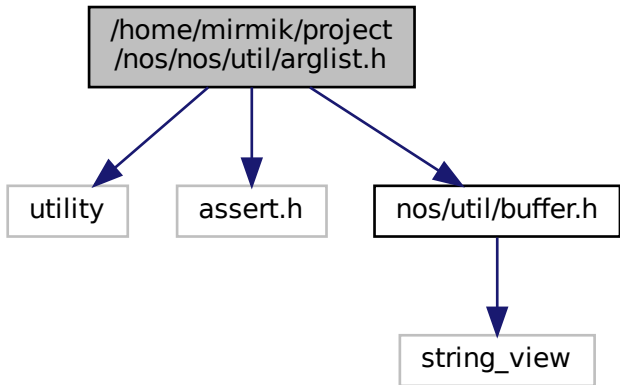 /home/mirmik/project
/nos/nos/util/arglist.h
utility
assert.h
nos/util/buffer.h
string_view